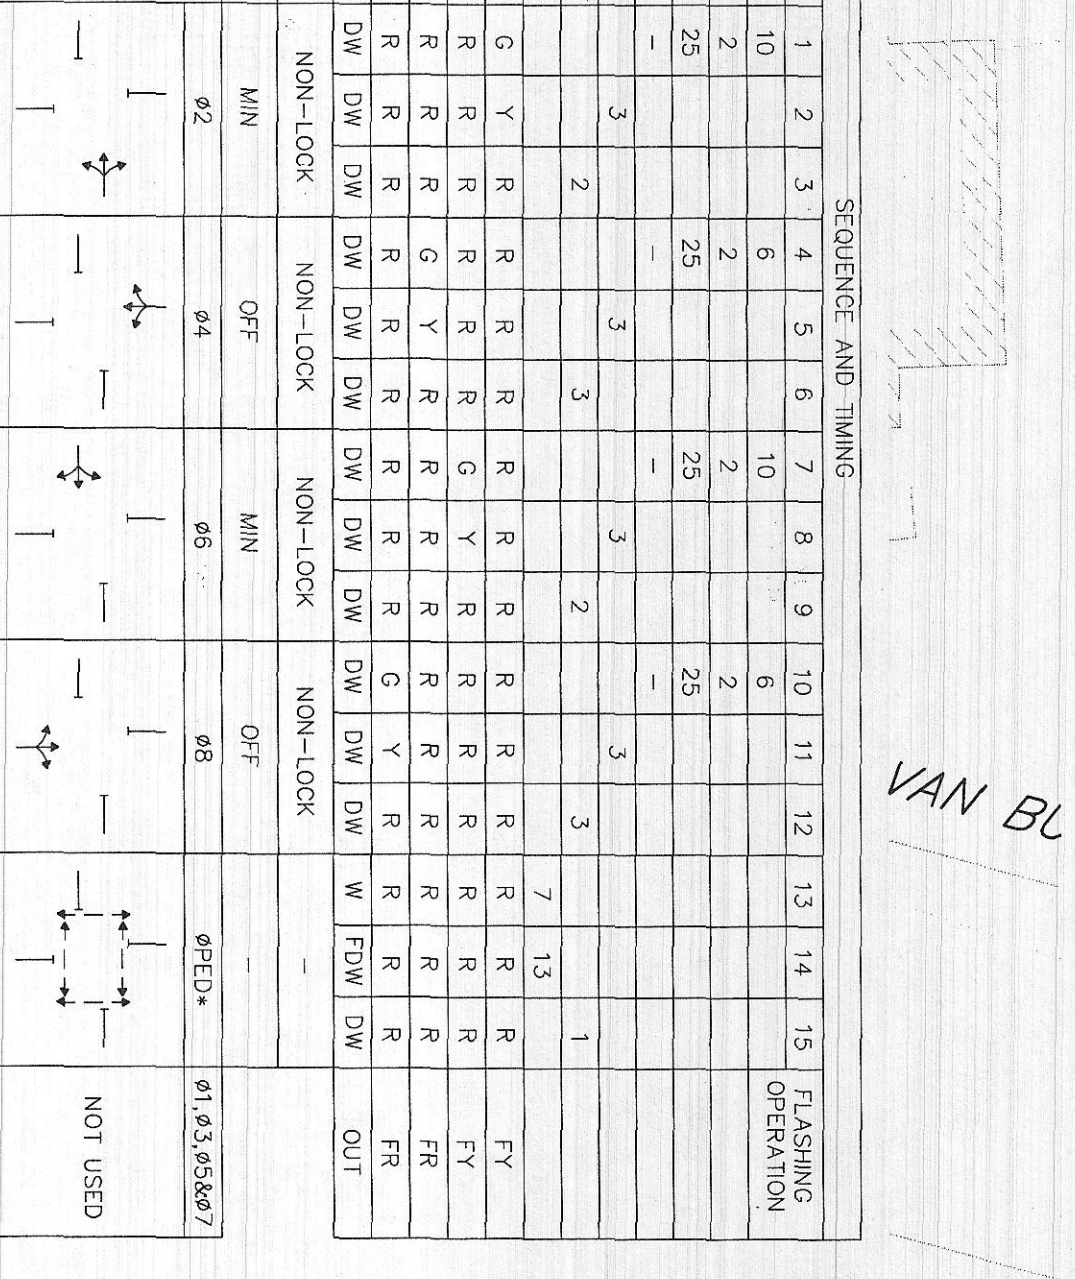 VAN BU
SEQUENCE AND TIMING
1 2 3 4 5 6 7 8 9 10 11 12 13 14 15 FLASHING
OPERATION
10 6 10 6
2 2 2 2
25 25 25 25
- - - -
3 3 3 3
2 3 2 3 1
7 13
G Y R R R R R R R R R R R R R FY
R R R R R R G Y R R R R R R R FY
R R R G Y R R R R R R R R R R FR
R R R R R R R R R G Y R R R R FR
DW DW DW DW DW DW DW DW DW DW DW DW W FDW DW OUT
NON-LOCK NON-LOCK NON-LOCK NON-LOCK -
MIN OFF MIN OFF -
ø2 ø4 ø6 ø8 øPED* ø1,ø3,ø5&ø7
NOT USED